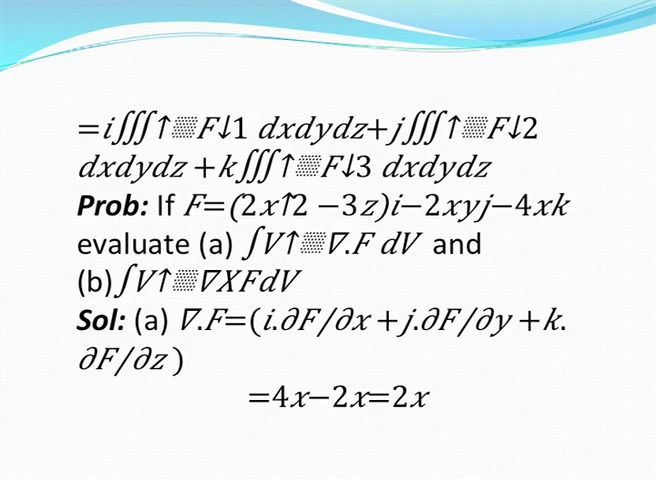 =i∭↑▒F↓1 dxdydz+j∭↑▒F↓2
dxdydz +k∭↑▒F↓3 dxdydz
Prob: If F=(2x↑2 −3z)i−2xyj−4xk
evaluate (a) ∫V↑▒∇.F dV and
(b)∫V↑▒∇XFdV
Sol: (a) ∇.F=(i.∂F/∂x+j.∂F/∂y+k.
∂F/∂z)
=4x−2x=2x